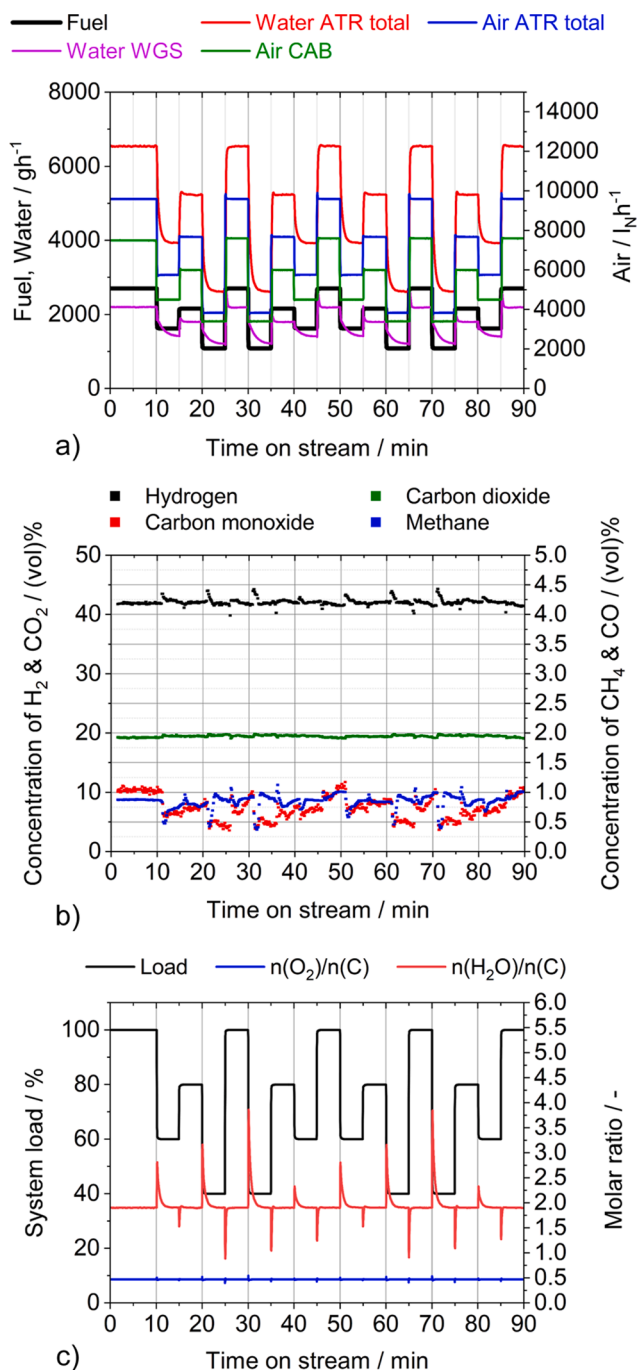 Fuel Water ATR total Air ATR total
Water WGS Air CAB
8000
6000
4000
2000
0
Fuel, Water / gh⁻¹
14000
12000
10000
8000
6000
4000
2000
0
Air / lₙh⁻¹
0 10 20 30 40 50 60 70 80 90
Time on stream / min
a)
Hydrogen Carbon dioxide
Carbon monoxide Methane
50
40
30
20
10
0
Concentration of H₂ & CO₂ / (vol)%
5.0
4.5
4.0
3.5
3.0
2.5
2.0
1.5
1.0
0.5
0.0
Concentration of CH₄ & CO / (vol)%
0 10 20 30 40 50 60 70 80 90
Time on stream / min
b)
Load n(O₂)/n(C) n(H₂O)/n(C)
100
80
60
40
20
0
System load / %
6.0
5.5
5.0
4.5
4.0
3.5
3.0
2.5
2.0
1.5
1.0
0.5
0.0
Molar ratio / -
0 10 20 30 40 50 60 70 80 90
Time on stream / min
c)